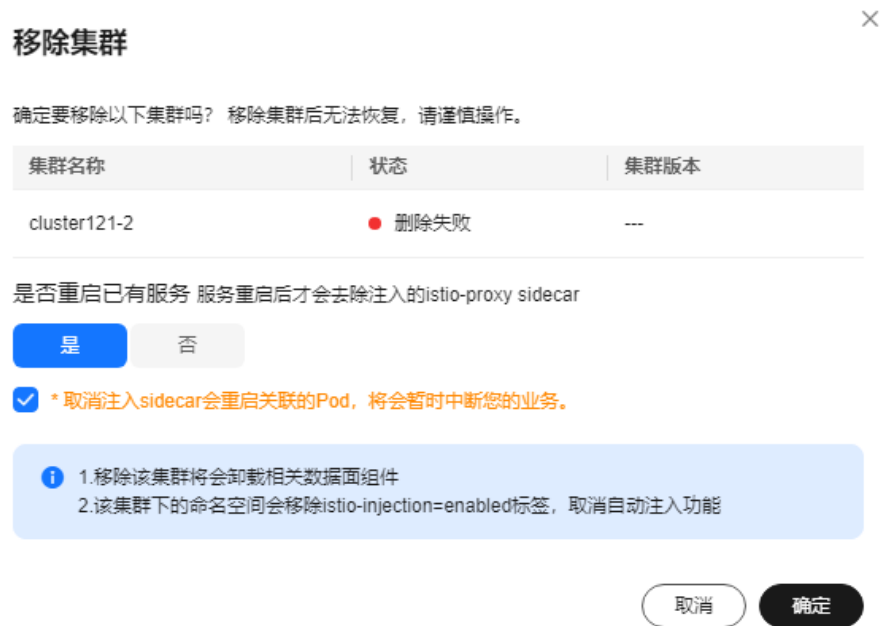 移除集群
确定要移除以下集群吗？ 移除集群后无法恢复，请谨慎操作。
集群名称 状态 集群版本
cluster121-2 删除失败 ---
是否重启已有服务 服务重启后才会去除注入的istio-proxy sidecar
是 否
* 取消注入sidecar会重启关联的Pod，将会暂时中断您的业务。
1.移除该集群将会卸载相关数据面组件
2.该集群下的命名空间会移除istio-injection=enabled标签，取消自动注入功能
取消 确定